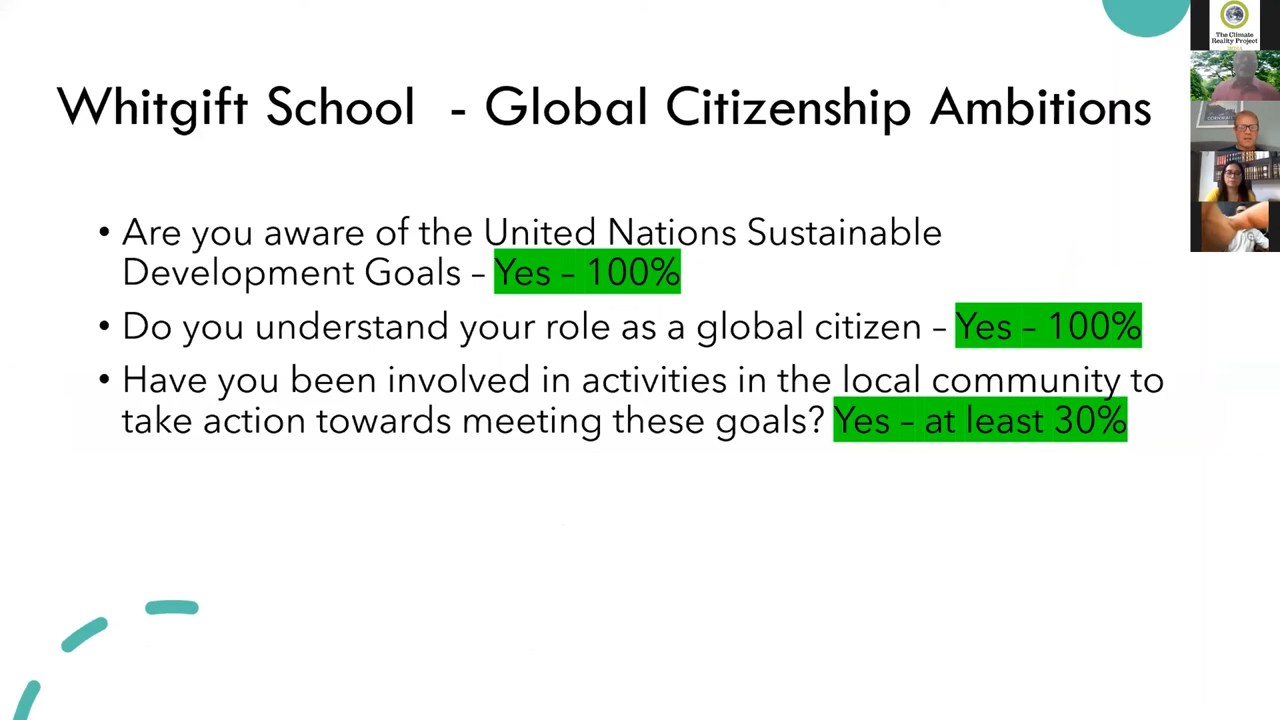 Whitgift School - Global Citizenship Ambitions
• Are you aware of the United Nations Sustainable
Development Goals – Yes – 100%
• Do you understand your role as a global citizen – Yes – 100%
• Have you been involved in activities in the local community to
take action towards meeting these goals? Yes – at least 30%
The Climate
Reality Project
INDIA